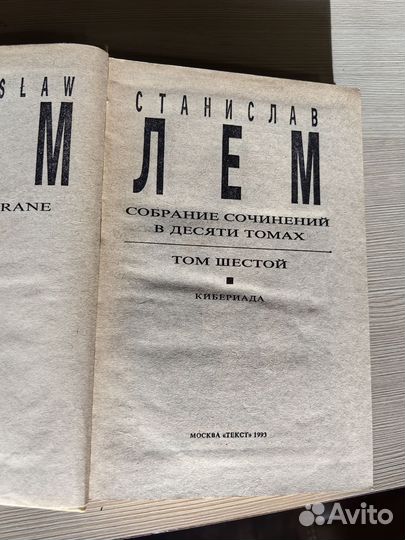 SŁAW
M
RANE
СТАНИСЛАВ
ЛЕМ
СОБРАНИЕ СОЧИНЕНИЙ
В ДЕСЯТИ ТОМАХ
ТОМ ШЕСТОЙ
КИБЕРИАДА
МОСКВА «ТЕКСТ» 1993
Avito